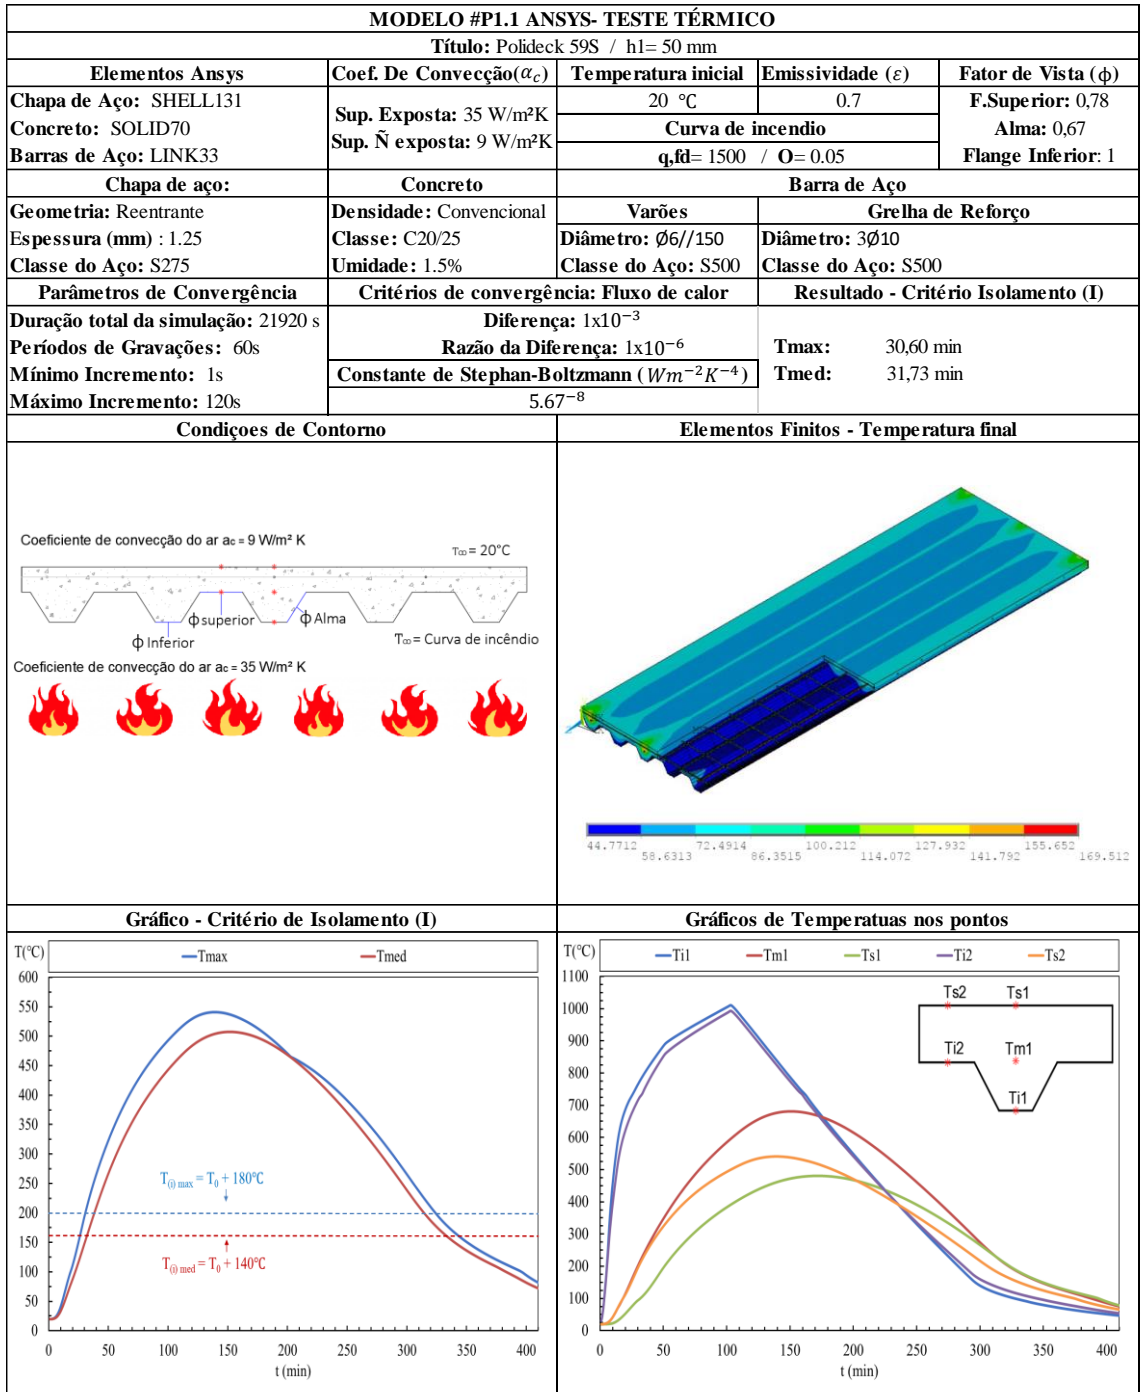 MODELO #P1.1 ANSYS- TESTE TÉRMICO
Título: Polideck 59S / h1= 50 mm
Elementos Ansys
Coef. De Convecção(α_c)
Temperatura inicial
Emissividade (ε)
Fator de Vista (ϕ)
Chapa de Aço: SHELL131
Concreto: SOLID70
Barras de Aço: LINK33
Sup. Exposta: 35 W/m²K
Sup. Ñ exposta: 9 W/m²K
20 °C
0.7
Curva de incendio
q,fd= 1500 / O= 0.05
F.Superior: 0,78
Alma: 0,67
Flange Inferior: 1
Chapa de aço:
Concreto
Barra de Aço
Geometria: Reentrante
Espessura (mm) : 1.25
Classe do Aço: S275
Densidade: Convencional
Classe: C20/25
Umidade: 1.5%
Varões
Diâmetro: Ø6//150
Classe do Aço: S500
Grelha de Reforço
Diâmetro: 3Ø10
Classe do Aço: S500
Parâmetros de Convergência
Critérios de convergência: Fluxo de calor
Resultado - Critério Isolamento (I)
Duração total da simulação: 21920 s
Períodos de Gravações: 60s
Mínimo Incremento: 1s
Máximo Incremento: 120s
Diferença: 1x10⁻³
Razão da Diferença: 1x10⁻⁶
Constante de Stephan-Boltzmann (Wm⁻²K⁻⁴)
5.67⁻⁸
Tmax: 30,60 min
Tmed: 31,73 min
Condiçoes de Contorno
Elementos Finitos - Temperatura final
Coeficiente de convecção do ar ac = 9 W/m² K
T∞ = 20°C
ϕ superior
ϕ Alma
ϕ Inferior
T∞ = Curva de incêndio
Coeficiente de convecção do ar ac = 35 W/m² K
44.7712 72.4914 100.212 127.932 155.652
58.6313 86.3515 114.072 141.792 169.512
Gráfico - Critério de Isolamento (I)
Gráficos de Temperatuas nos pontos
T(°C)
Tmax Tmed
600
550
500
450
400
350
300
250
200
150
100
50
0
T(i) max = T0 + 180°C
T(i) med = T0 + 140°C
0 50 100 150 200 250 300 350 400
t (min)
T(°C)
Ti1 Tm1 Ts1 Ti2 Ts2
1100
1000
900
800
700
600
500
400
300
200
100
0
Ts2 Ts1
Ti2 Tm1
Ti1
0 50 100 150 200 250 300 350 400
t (min)